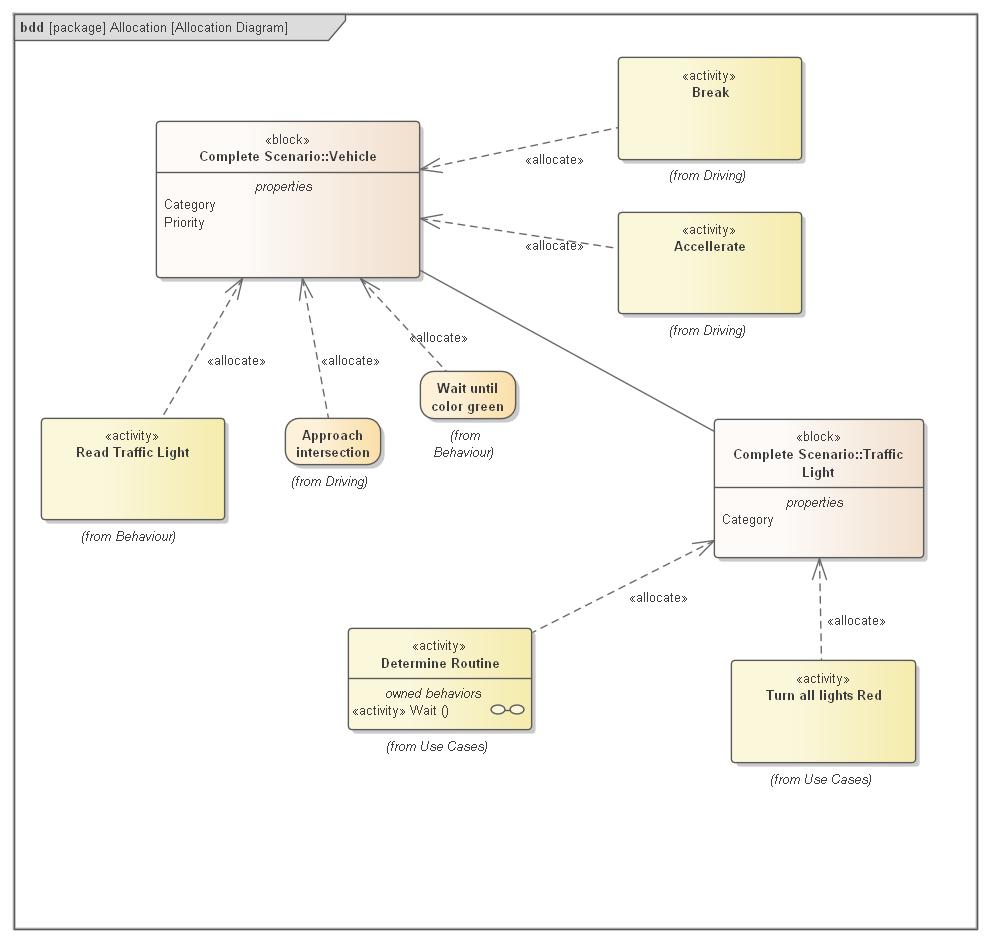 bdd [package] Allocation [Allocation Diagram]
«activity»
Break
(from Driving)
«block»
Complete Scenario::Vehicle
properties
Category
Priority
«allocate»
«activity»
Accellerate
(from Driving)
«allocate»
«allocate»
«allocate»
«allocate»
Wait until
color green
(from
Behaviour)
«activity»
Read Traffic Light
(from Behaviour)
Approach
intersection
(from Driving)
«block»
Complete Scenario::Traffic
Light
properties
Category
«allocate»
«allocate»
«activity»
Determine Routine
owned behaviors
«activity» Wait ()
(from Use Cases)
«activity»
Turn all lights Red
(from Use Cases)